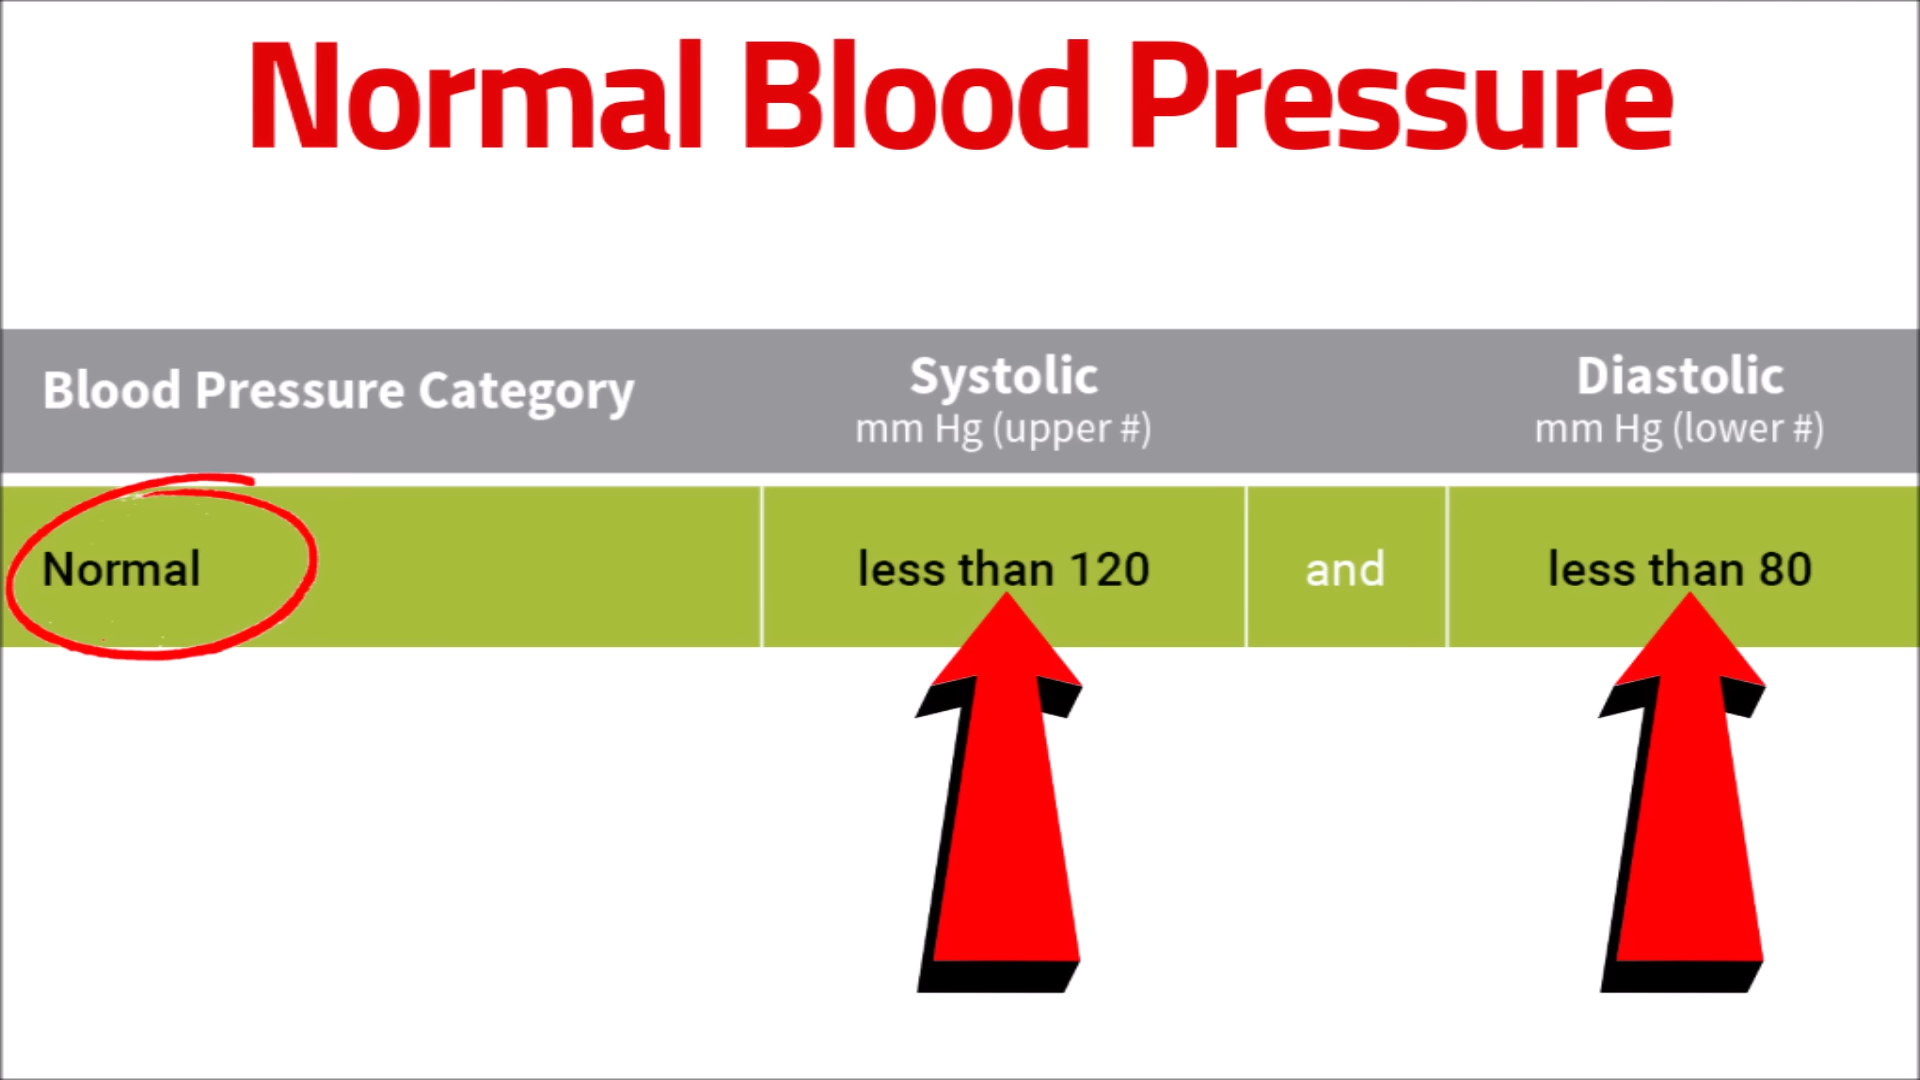 Normal Blood Pressure
Blood Pressure Category
Systolic
mm Hg (upper #)
Diastolic
mm Hg (lower #)
Normal
less than 120
and
less than 80